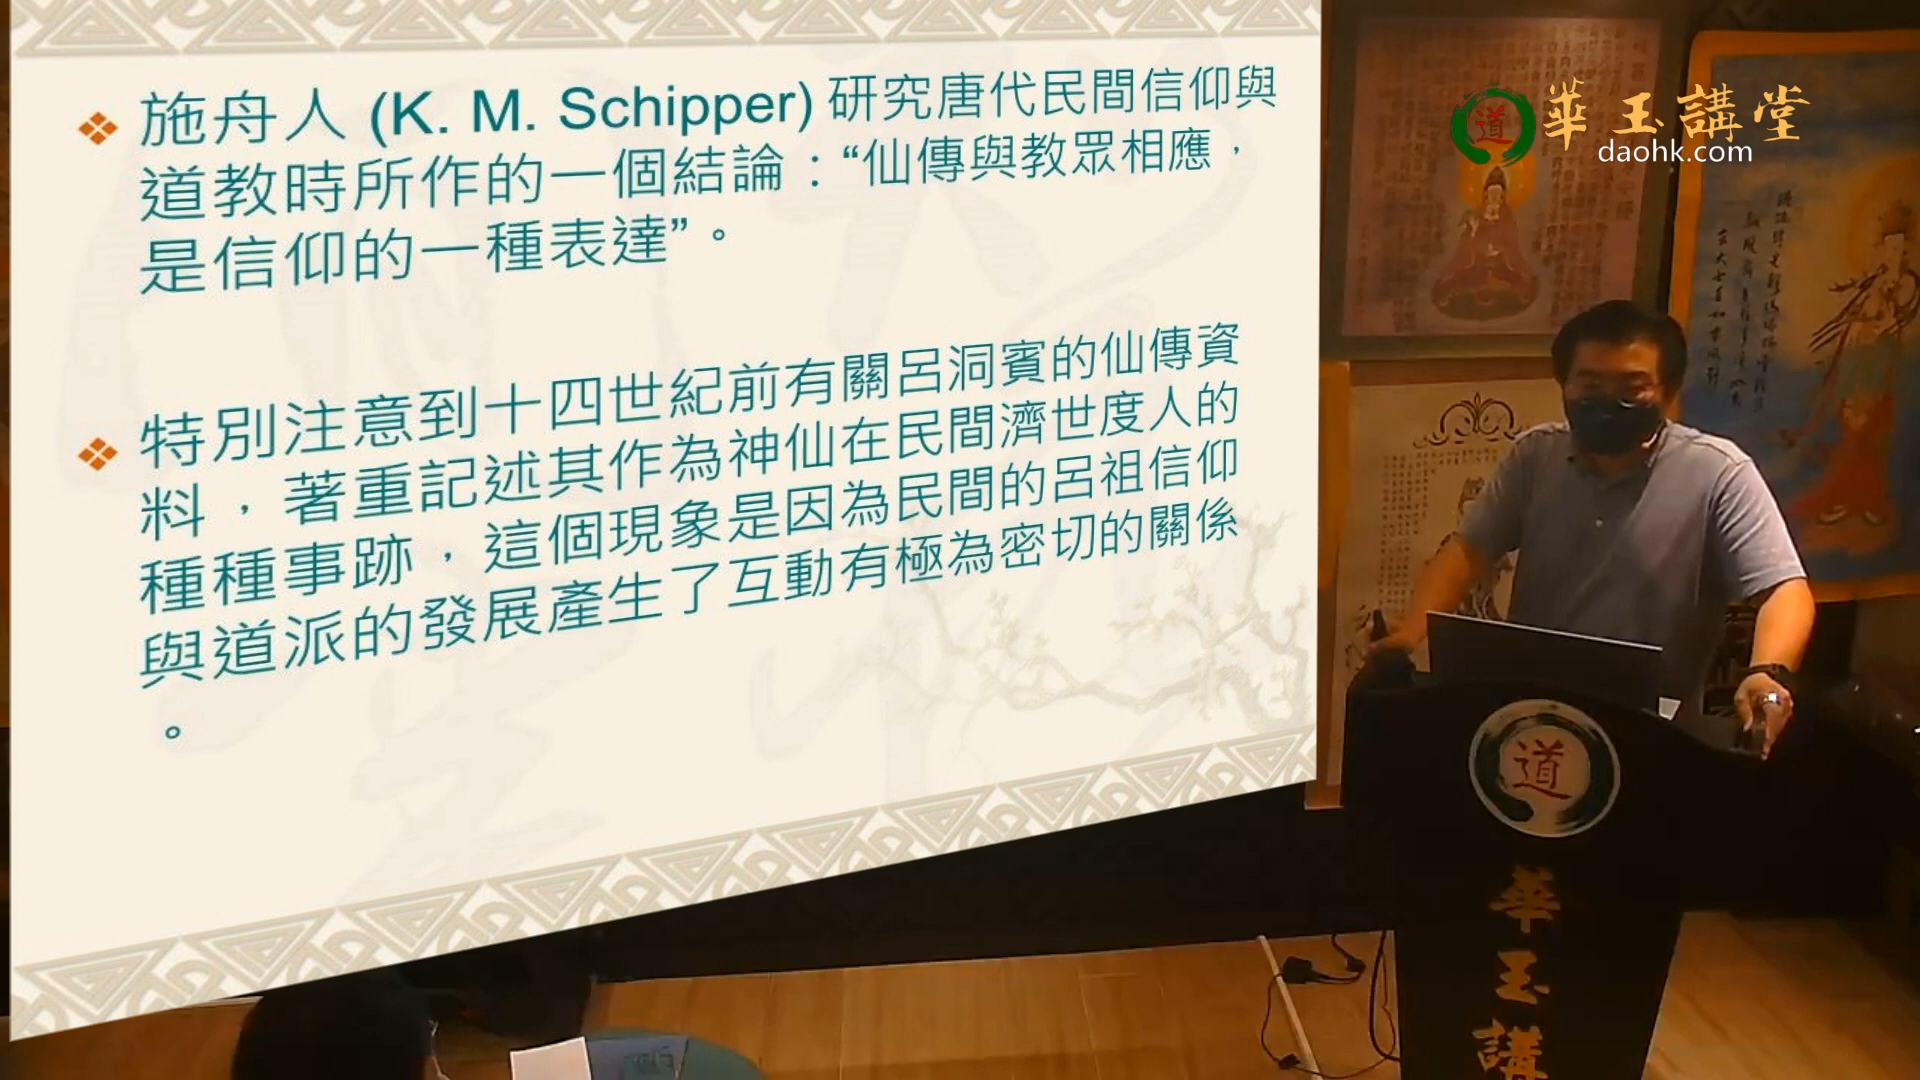 施舟人 (K. M. Schipper) 研究唐代民間信仰與
道教時所作的一個結論：“仙傳與教眾相應，
是信仰的一種表達”。
特別注意到十四世紀前有關呂洞賓的仙傳資
料，著重記述其作為神仙在民間濟世度人的
種種事跡，這個現象是因為民間的呂祖信仰
與道派的發展產生了互動有極為密切的關係
。
道 華玉講堂
daohk.com
道
華玉講